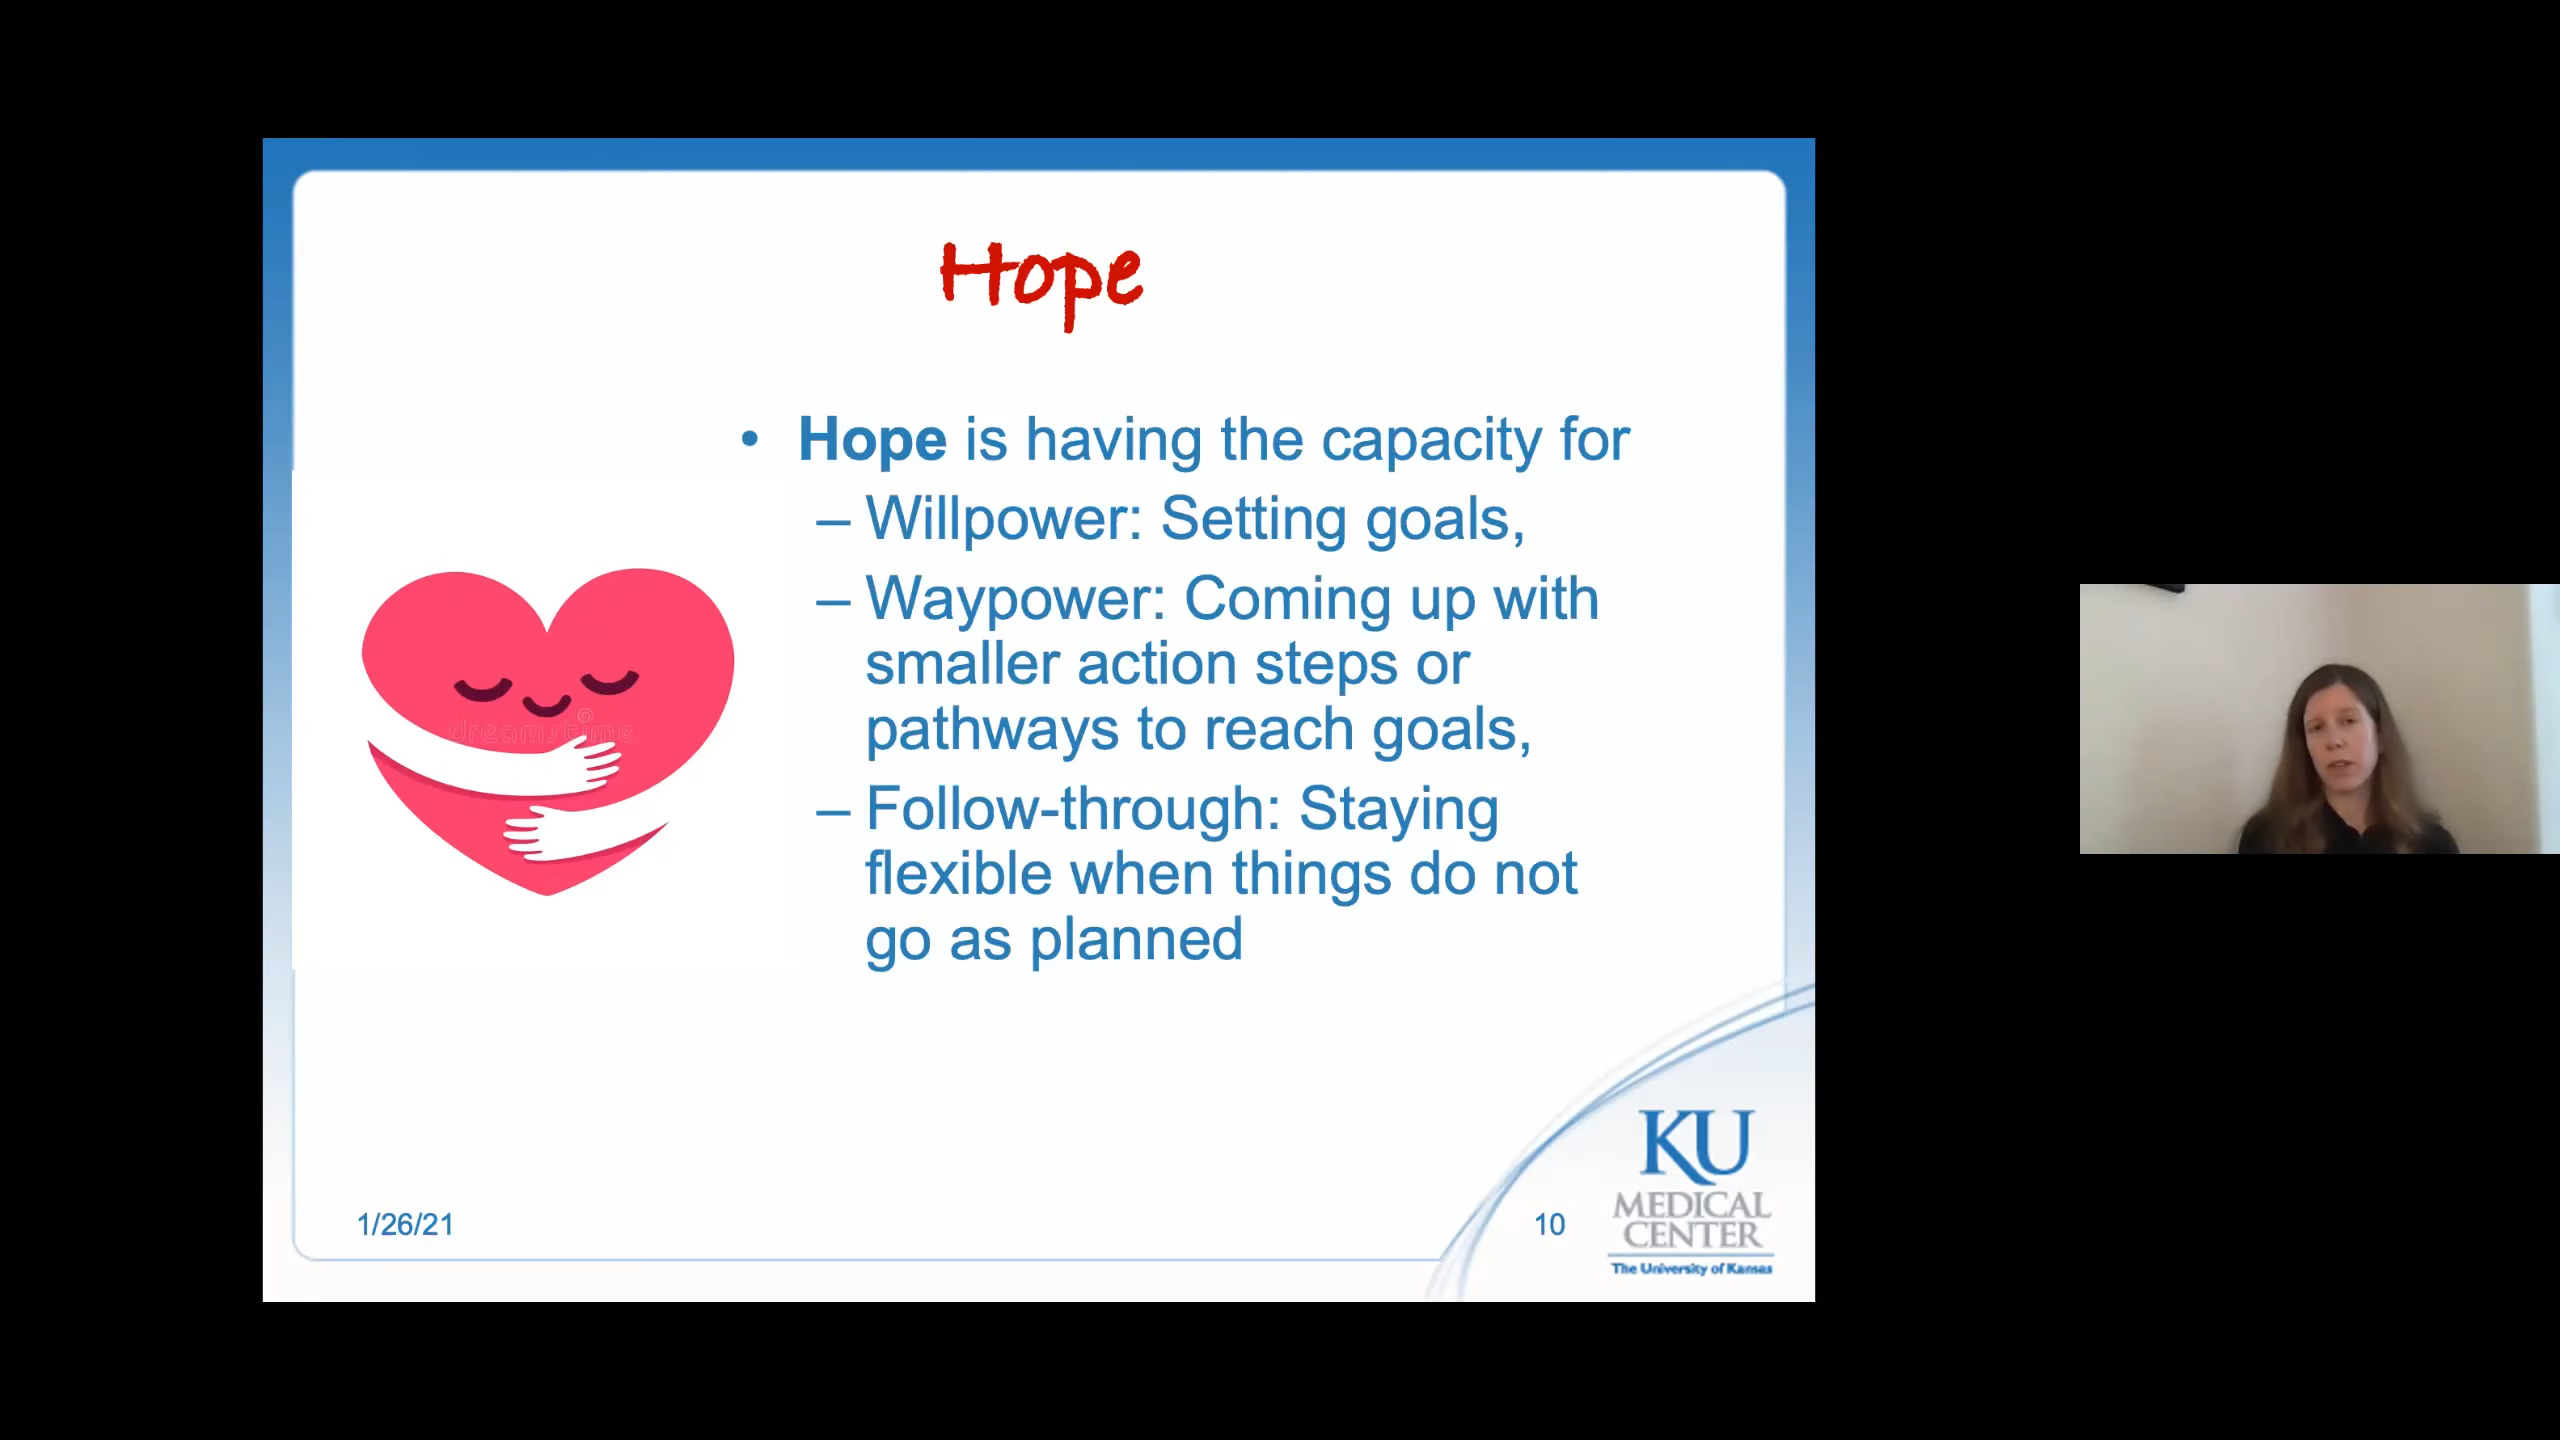 Hope
• Hope is having the capacity for
– Willpower: Setting goals,
– Waypower: Coming up with
smaller action steps or
pathways to reach goals,
– Follow-through: Staying
flexible when things do not
go as planned
dreamstime
1/26/21
10
KU
MEDICAL
CENTER
The University of Kansas